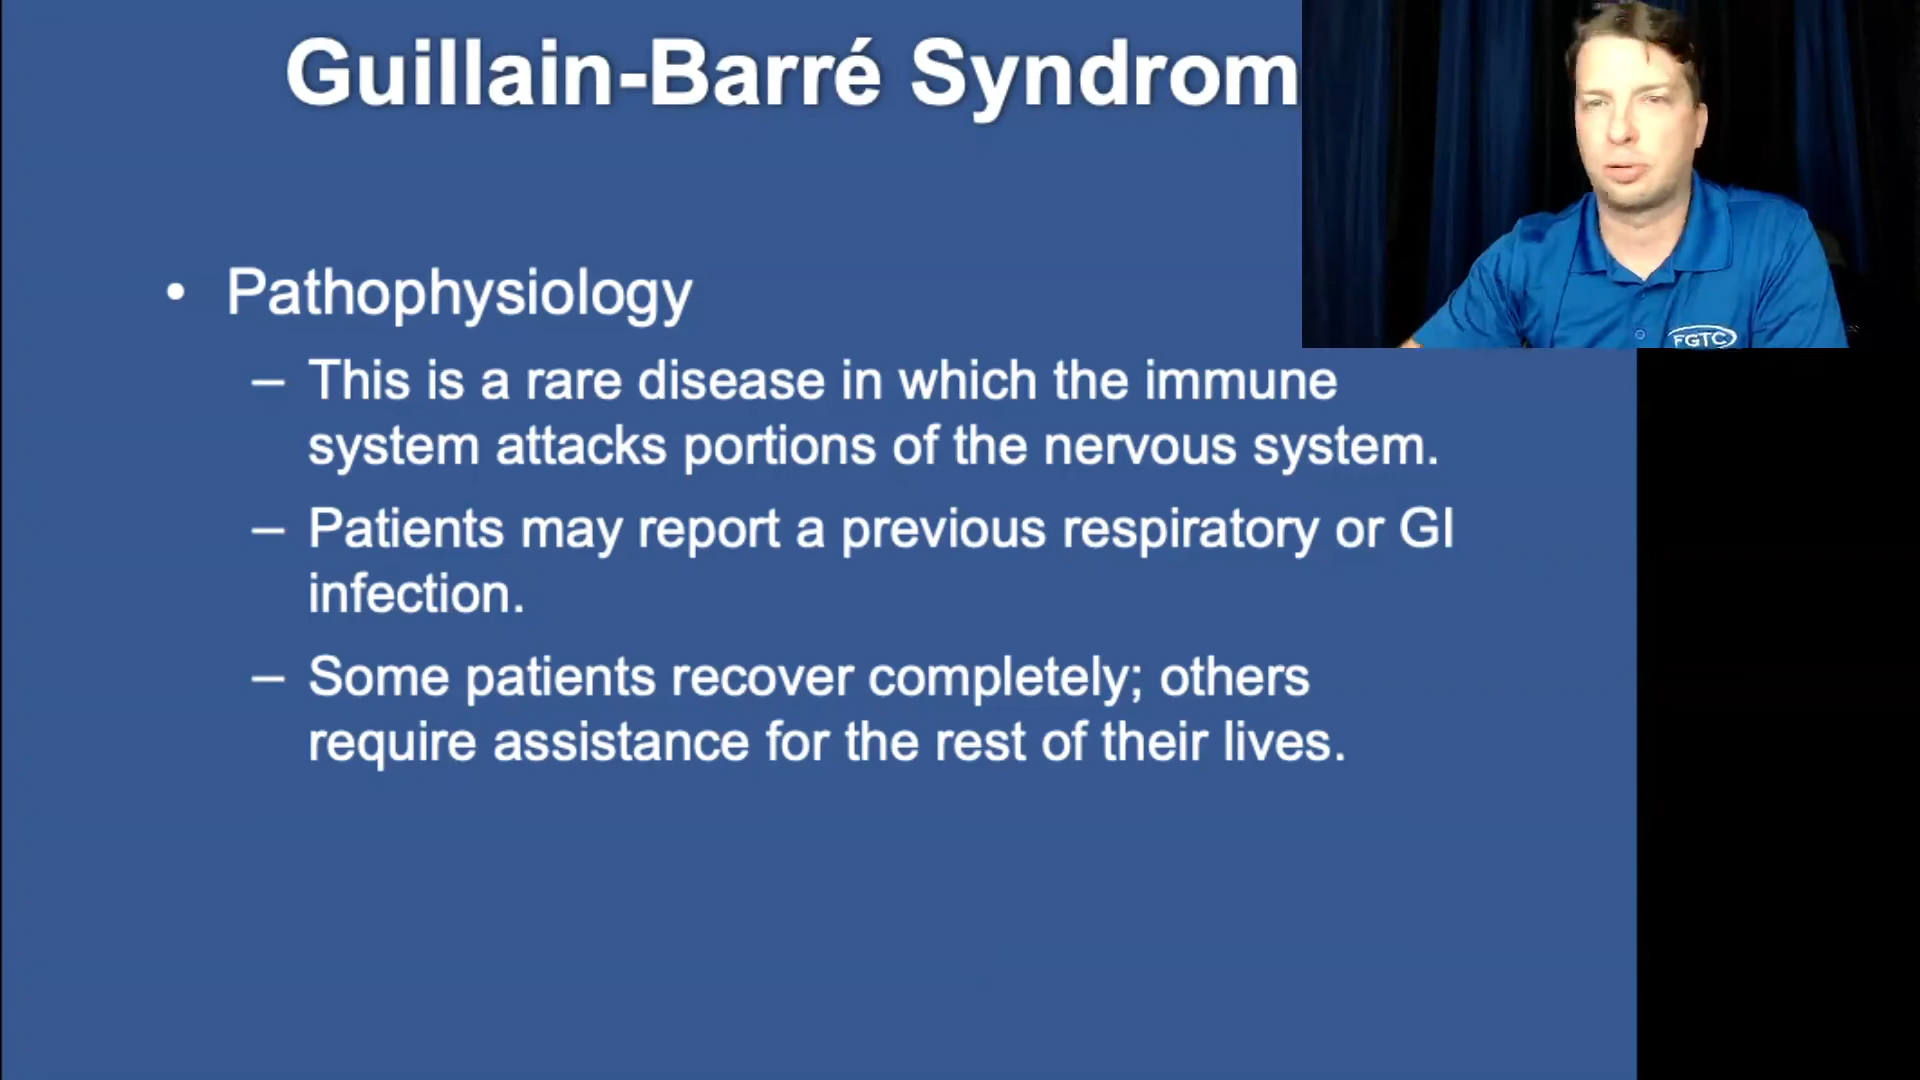 Guillain-Barré Syndrom
• Pathophysiology
– This is a rare disease in which the immune
system attacks portions of the nervous system.
– Patients may report a previous respiratory or GI
infection.
– Some patients recover completely; others
require assistance for the rest of their lives.
FGTC